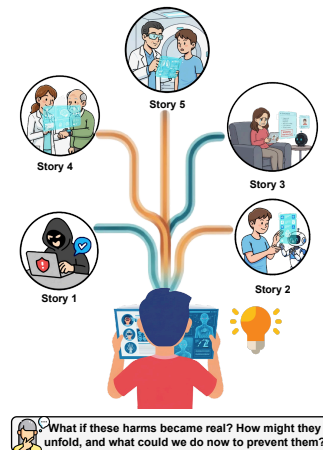 Story 5
Story 4
Story 3
Story 1
Story 2
What if these harms became real? How might they
unfold, and what could we do now to prevent them?